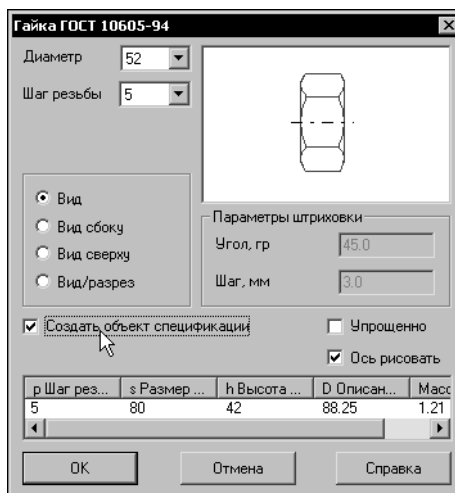 Гайка ГОСТ 10605-94
Диаметр 52
Шаг резьбы 5
Вид
Вид сбоку
Вид сверху
Вид/разрез
Параметры штриховки
Угол, гр 45.0
Шаг, мм 3.0
Создать объект спецификации
Упрощенно
Ось рисовать
p Шаг рез... s Размер ... h Высота ... D Описан... Масс
5 80 42 88.25 1.21
OK Отмена Справка